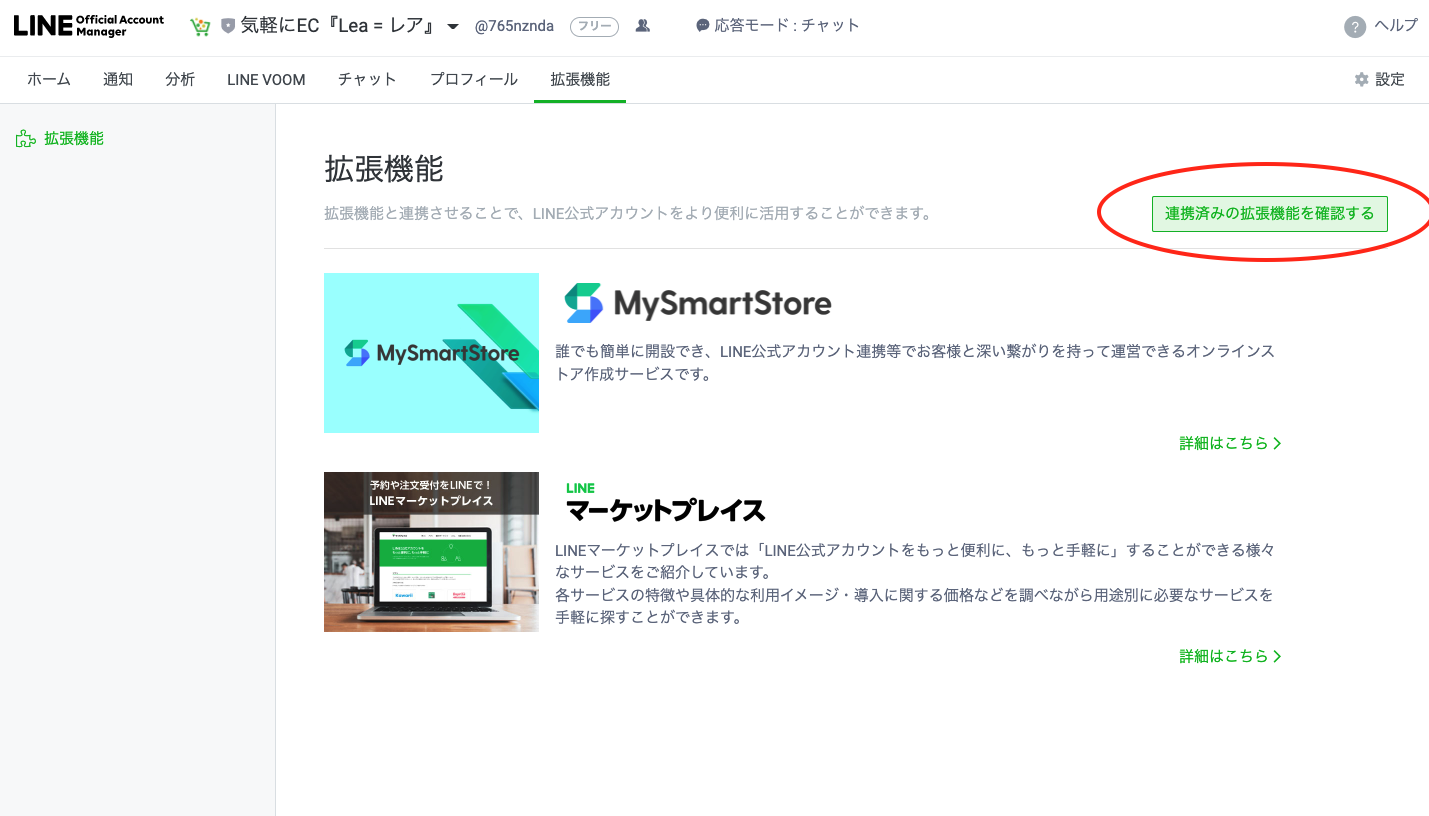 LINE Official Account Manager
気軽にEC『Lea = レア』
@765nznda
フリー
応答モード : チャット
? ヘルプ
ホーム 通知 分析 LINE VOOM チャット プロフィール 拡張機能 設定
拡張機能
拡張機能
拡張機能と連携させることで、LINE公式アカウントをより便利に活用することができます。
連携済みの拡張機能を確認する
MySmartStore
MySmartStore
誰でも簡単に開設でき、LINE公式アカウント連携等でお客様と深い繋がりを持って運営できるオンラインス
トア作成サービスです。
詳細はこちら
予約や注文受付をLINEで！
LINEマーケットプレイス
LINE
マーケットプレイス
LINEマーケットプレイスでは「LINE公式アカウントをもっと便利に、もっと手軽に」することができる様々
なサービスをご紹介しています。
各サービスの特徴や具体的な利用イメージ・導入に関する価格などを調べながら用途別に必要なサービスを
手軽に探すことができます。
詳細はこちら